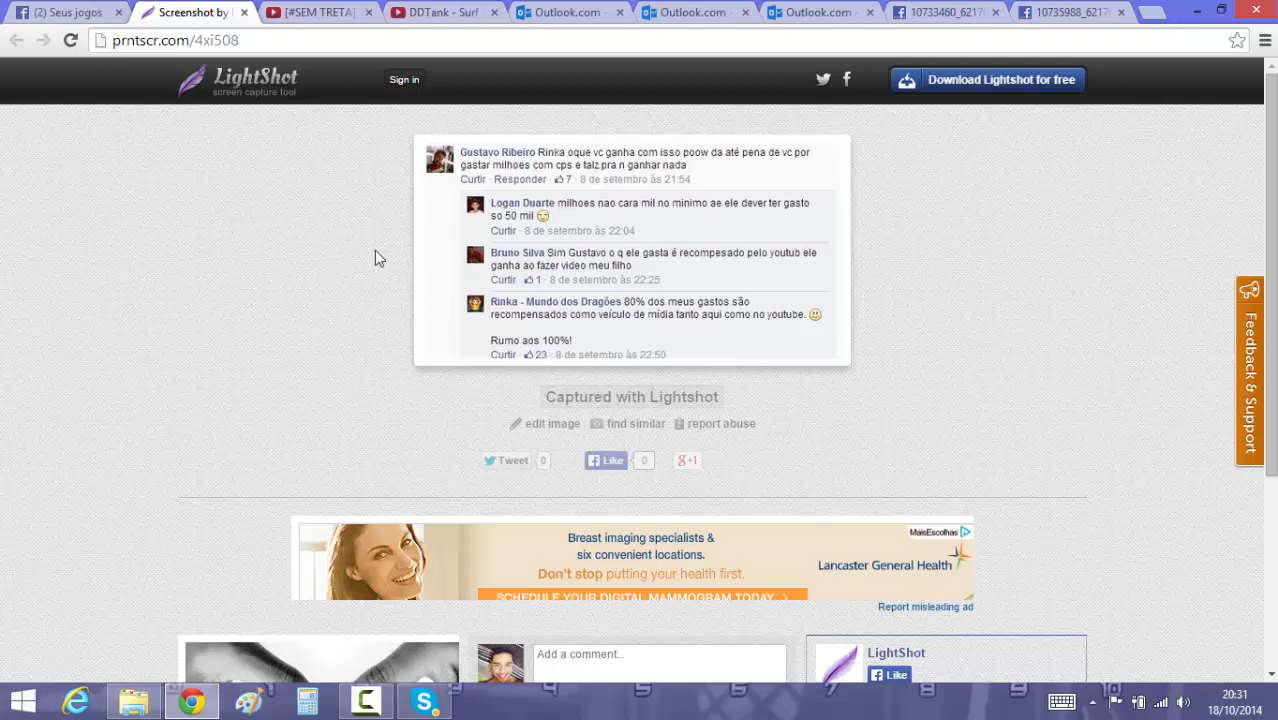 (2) Seus jogos
Screenshot by
[#SEM TRETA]
DDTank - Surf
Outlook.com -
Outlook.com -
Outlook.com -
10733460_6217
10735988_6217
prntscr.com/4xi508
LightShot
screen capture tool
Sign in
Download Lightshot for free
Gustavo Ribeiro Rinka oque vc ganha com isso poow da até pena de vc por
gastar milhoes com cps e talz pra n ganhar nada
Curtir · Responder · 7 · 8 de setembro às 21:54
Logan Duarte milhoes nao cara mil no minimo ae ele dever ter gasto
so 50 mil
Curtir · 8 de setembro às 22:04
Bruno Silva Sim Gustavo o q ele gasta é recompesado pelo youtub ele
ganha ao fazer video meu filho
Curtir · 1 · 8 de setembro às 22:25
Rinka - Mundo dos Dragões 80% dos meus gastos são
recompensados como veículo de mídia tanto aqui como no youtube.
Rumo aos 100%!
Curtir · 23 · 8 de setembro às 22:50
Feedback & Support
Captured with Lightshot
edit image find similar report abuse
Tweet 0 Like 0 g+1
MaisEscolhas
Breast imaging specialists &
six convenient locations.
Don't stop putting your health first.
Lancaster General Health
SCHEDULE YOUR DIGITAL MAMMOGRAM TODAY
Report misleading ad
Add a comment...
LightShot
Like
20:31
18/10/2014